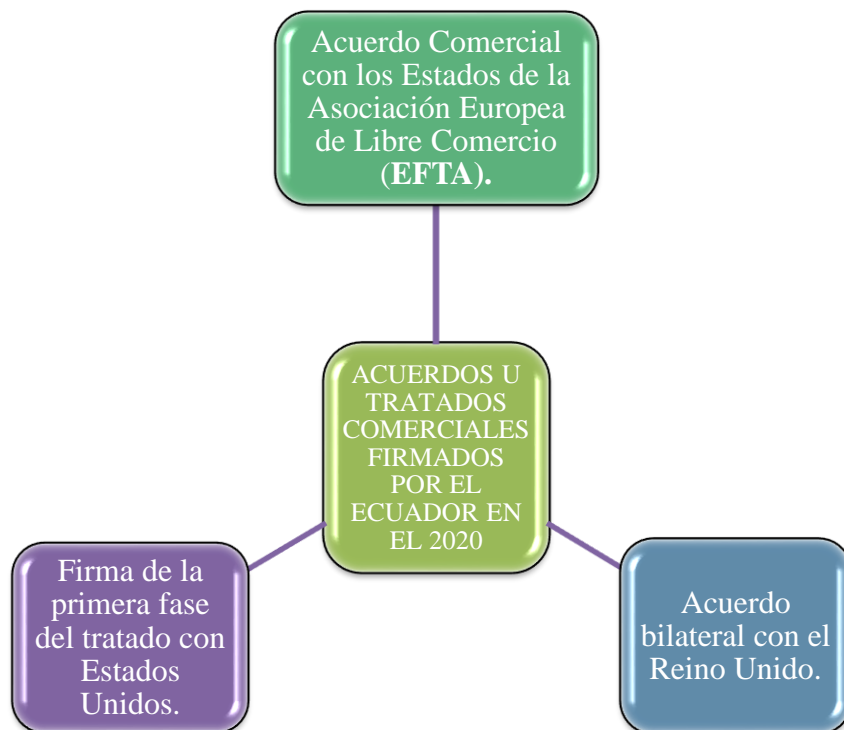 Acuerdo Comercial
con los Estados de la
Asociación Europea
de Libre Comercio
(EFTA).
ACUERDOS U
TRATADOS
COMERCIALES
FIRMADOS
POR EL
ECUADOR EN
EL 2020
Firma de la
primera fase
del tratado con
Estados
Unidos.
Acuerdo
bilateral con el
Reino Unido.